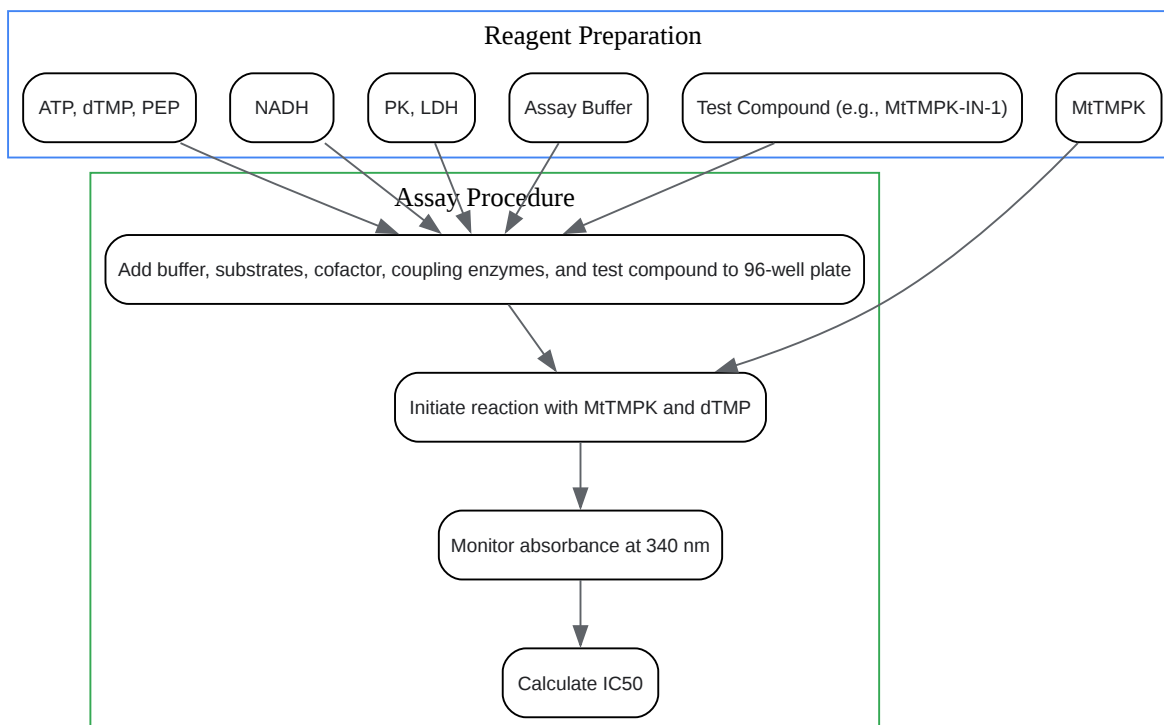 Reagent Preparation
ATP, dTMP, PEP
NADH
PK, LDH
Assay Buffer
Test Compound (e.g., MtTMPK-IN-1)
MtTMPK
Assay Procedure
Add buffer, substrates, cofactor, coupling enzymes, and test compound to 96-well plate
Initiate reaction with MtTMPK and dTMP
Monitor absorbance at 340 nm
Calculate IC50